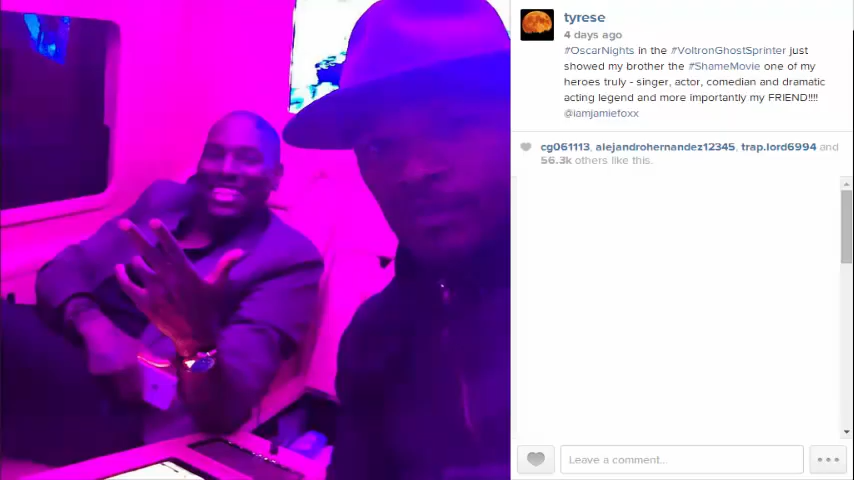 tyrese
4 days ago
#OscarNights in the #VoltronGhostSprinter just
showed my brother the #ShameMovie one of my
heroes truly - singer, actor, comedian and dramatic
acting legend and more importantly my FRIEND!!!!
@iamjamiefoxx
cg061113, alejandrohernandez12345, trap.lord6994 and
56.3k others like this.
Leave a comment...